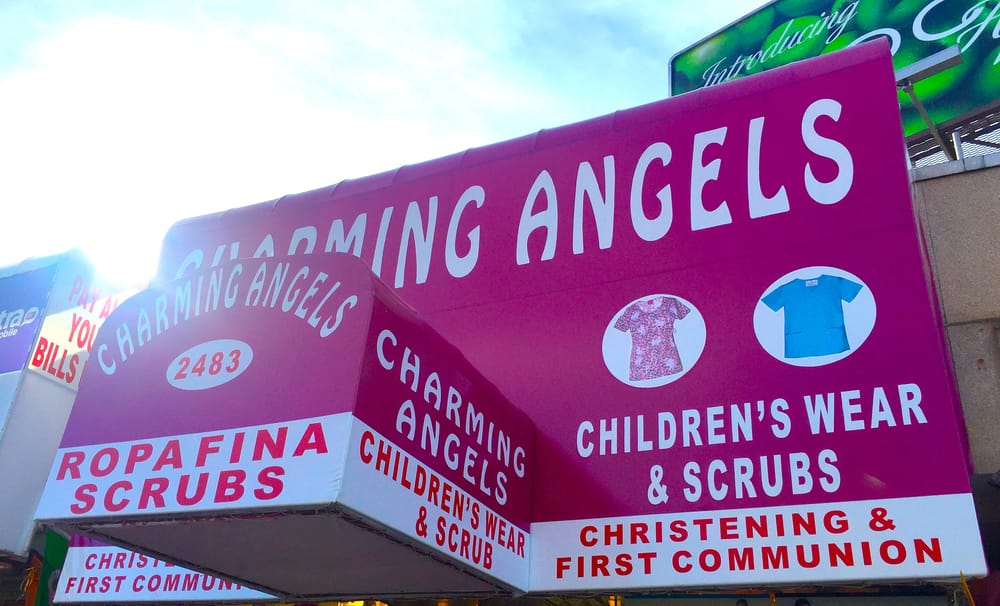 Introducing
CHARMING ANGELS
CHILDREN'S WEAR
& SCRUBS
CHRISTENING &
FIRST COMMUNION
CHARMING ANGELS
2483
ROPAFINA
SCRUBS
CHARMING
ANGELS
CHILDREN'S WEAR
& SCRUB
FIRST
PAY
BILLS